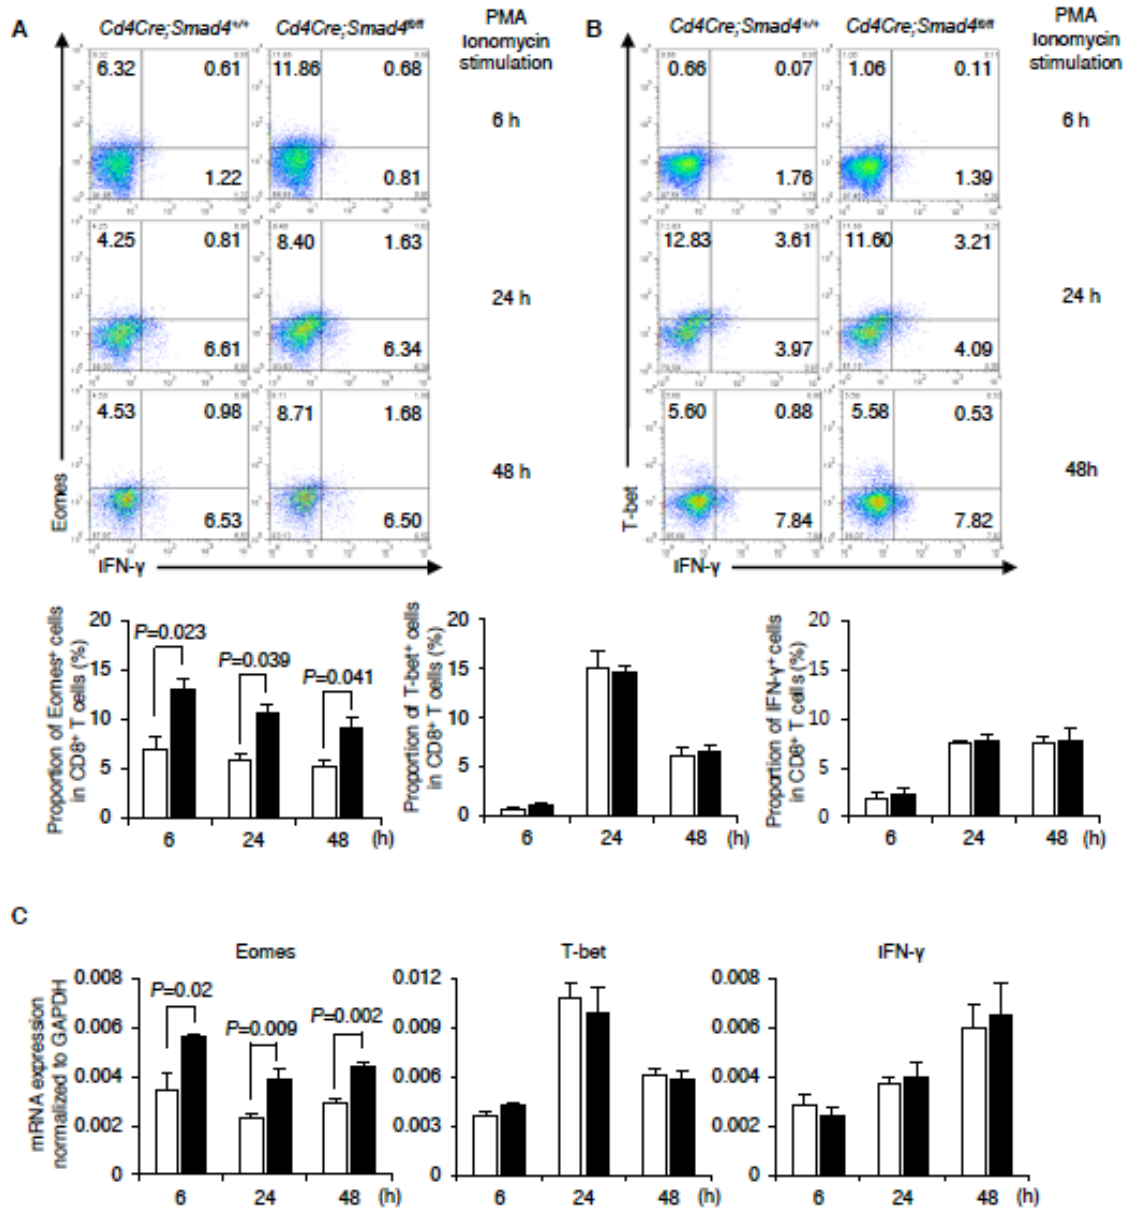 A
Cd4Cre;Smad4+/+
Cd4Cre;Smad4fl/fl
PMA
Ionomycin
stimulation
6.32 0.61 11.86 0.68
6 h
1.22 0.81
4.25 0.81 8.40 1.63
24 h
6.61 6.34
4.53 0.98 8.71 1.68
48 h
6.53 6.50
Eomes
IFN-γ
B
Cd4Cre;Smad4+/+
Cd4Cre;Smad4fl/fl
PMA
Ionomycin
stimulation
0.66 0.07 1.06 0.11
6 h
1.76 1.39
12.83 3.61 11.60 3.21
24 h
3.97 4.09
5.60 0.88 5.58 0.53
48h
7.84 7.82
T-bet
IFN-γ
Proportion of Eomes+ cells
in CD8+ T cells (%)
20
15
10
5
0
P=0.023
P=0.039
P=0.041
6 24 48 (h)
Proportion of T-bet+ cells
in CD8+ T cells (%)
20
15
10
5
0
6 24 48 (h)
Proportion of IFN-γ+ cells
in CD8+ T cells (%)
20
15
10
5
0
6 24 48 (h)
C
mRNA expression
normalized to GAPDH
Eomes
0.008
0.006
0.004
0.002
0
P=0.02
P=0.009
P=0.002
6 24 48 (h)
T-bet
0.012
0.009
0.006
0.003
0
6 24 48 (h)
IFN-γ
0.008
0.006
0.004
0.002
0
6 24 48 (h)